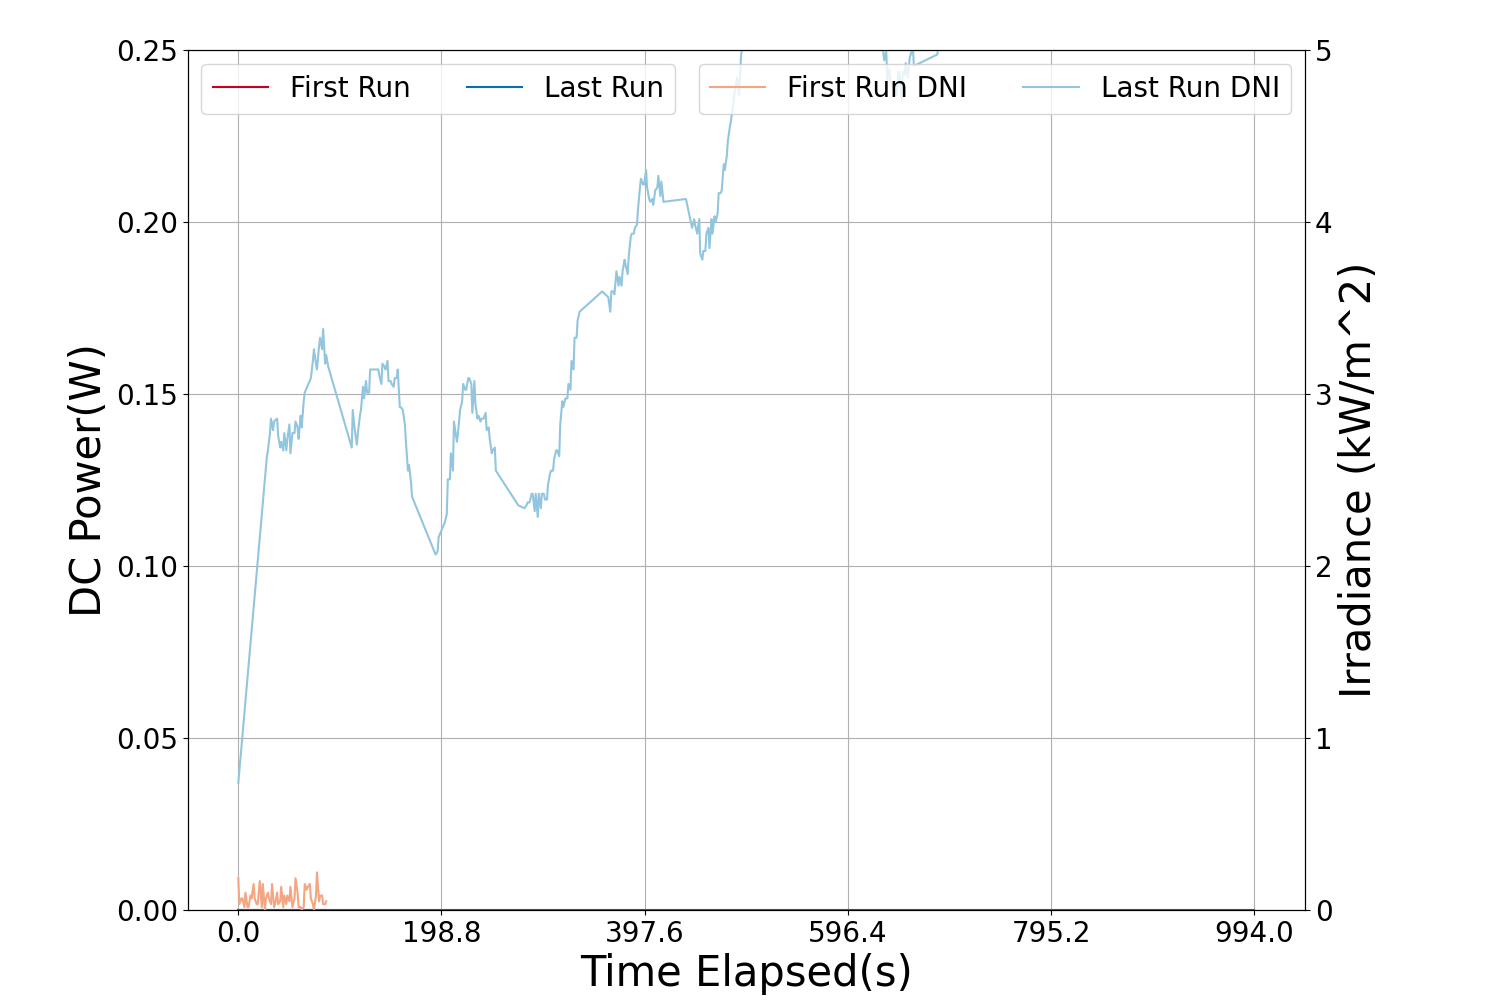 First Run
Last Run
First Run DNI
Last Run DNI
0.25
0.20
0.15
0.10
0.05
0.00
DC Power(W)
5
4
3
2
1
0
Irradiance (kW/m^2)
0.0
198.8
397.6
596.4
795.2
994.0
Time Elapsed(s)